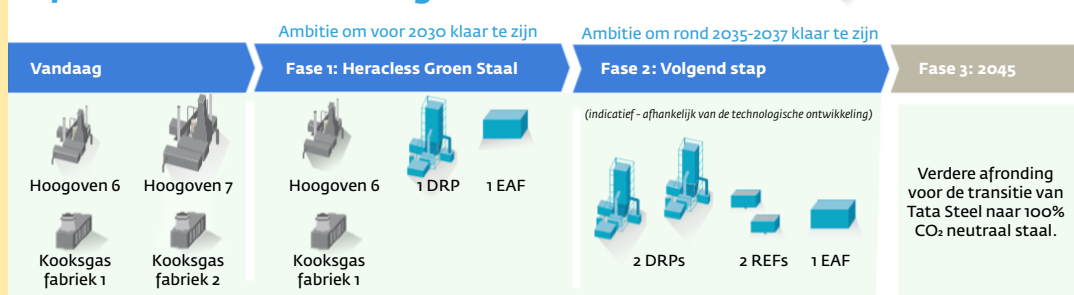 Ambitie om voor 2030 klaar te zijn
Ambitie om rond 2035-2037 klaar te zijn
Vandaag
Fase 1: Heracless Groen Staal
Fase 2: Volgend stap
Fase 3: 2045
(indicatief - afhankelijk van de technologische ontwikkeling)
Hoogoven 6
Hoogoven 7
Hoogoven 6
1 DRP
1 EAF
Kooksgas
fabriek 1
Kooksgas
fabriek 2
Kooksgas
fabriek 1
2 DRPs
2 REFs
1 EAF
Verdere afronding
voor de transitie van
Tata Steel naar 100%
CO₂ neutraal staal.